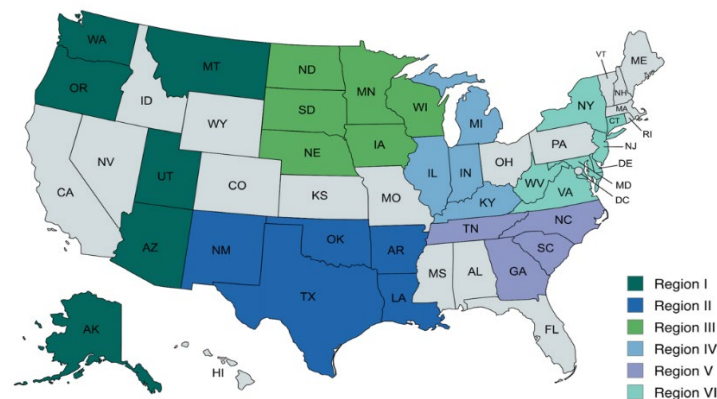 WA
OR
MT
ID
WY
NV
CA
UT
CO
AZ
NM
ND
SD
NE
KS
MN
IA
MO
WI
IL
IN
MI
OH
KY
OK
TX
AR
LA
TN
MS
AL
GA
SC
NC
FL
WV
VA
PA
NY
VT
NH
ME
MA
CT
RI
NJ
DE
MD
DC
AK
HI
Region I
Region II
Region III
Region IV
Region V
Region VI